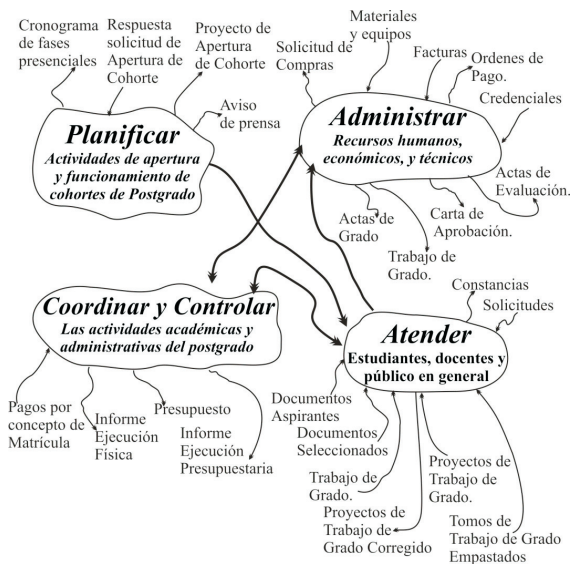 Cronograma
de fases
presenciales
Respuesta
solicitud de
Apertura de
Cohorte
Proyecto de
Apertura
de Cohorte
Aviso
de prensa
Planificar
Actividades de apertura
y funcionamiento de
cohortes de Postgrado
Materiales
y equipos
Solicitud de
Compras
Facturas
Ordenes de
Pago.
Credenciales
Administrar
Recursos humanos,
económicos, y técnicos
Actas de
Evaluación.
Carta de
Aprobación.
Actas de
Grado
Trabajo de
Grado.
Coordinar y Controlar
Las actividades académicas y
administrativas del postgrado
Pagos por
concepto de
Matrícula
Informe
Ejecución
Física
Presupuesto
Informe
Ejecución
Presupuestaria
Constancias
Solicitudes
Atender
Estudiantes, docentes y
público en general
Documentos
Aspirantes
Documentos
Seleccionados
Trabajo de
Grado.
Proyectos de
Trabajo de
Grado Corregido
Proyectos de
Trabajo de
Grado.
Tomos de
Trabajo de Grado
Empastados